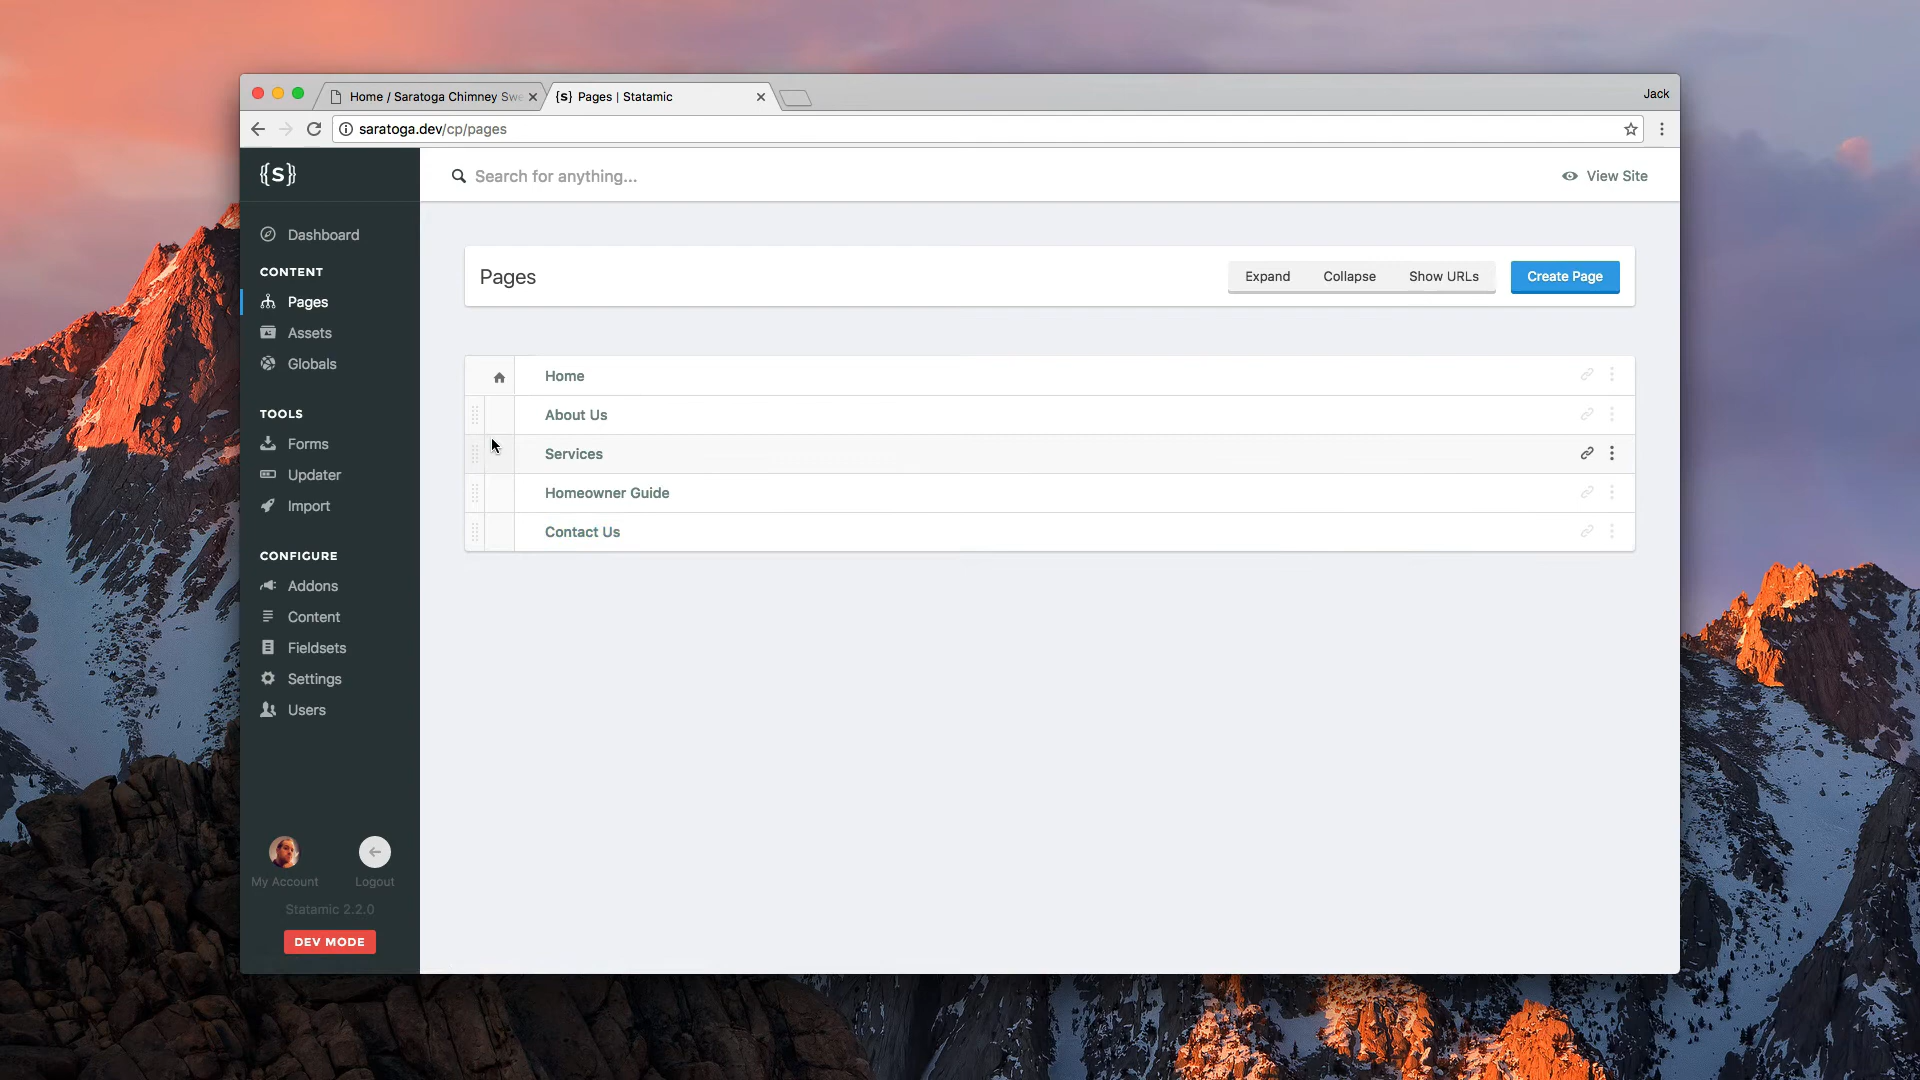 Home / Saratoga Chimney Swe
{s} Pages | Statamic
Jack
saratoga.dev/cp/pages
{{S}}
Search for anything...
View Site
Dashboard
CONTENT
Pages
Assets
Globals
TOOLS
Forms
Updater
Import
CONFIGURE
Addons
Content
Fieldsets
Settings
Users
My Account
Logout
Statamic 2.2.0
DEV MODE
Pages
Expand
Collapse
Show URLs
Create Page
Home
About Us
Services
Homeowner Guide
Contact Us